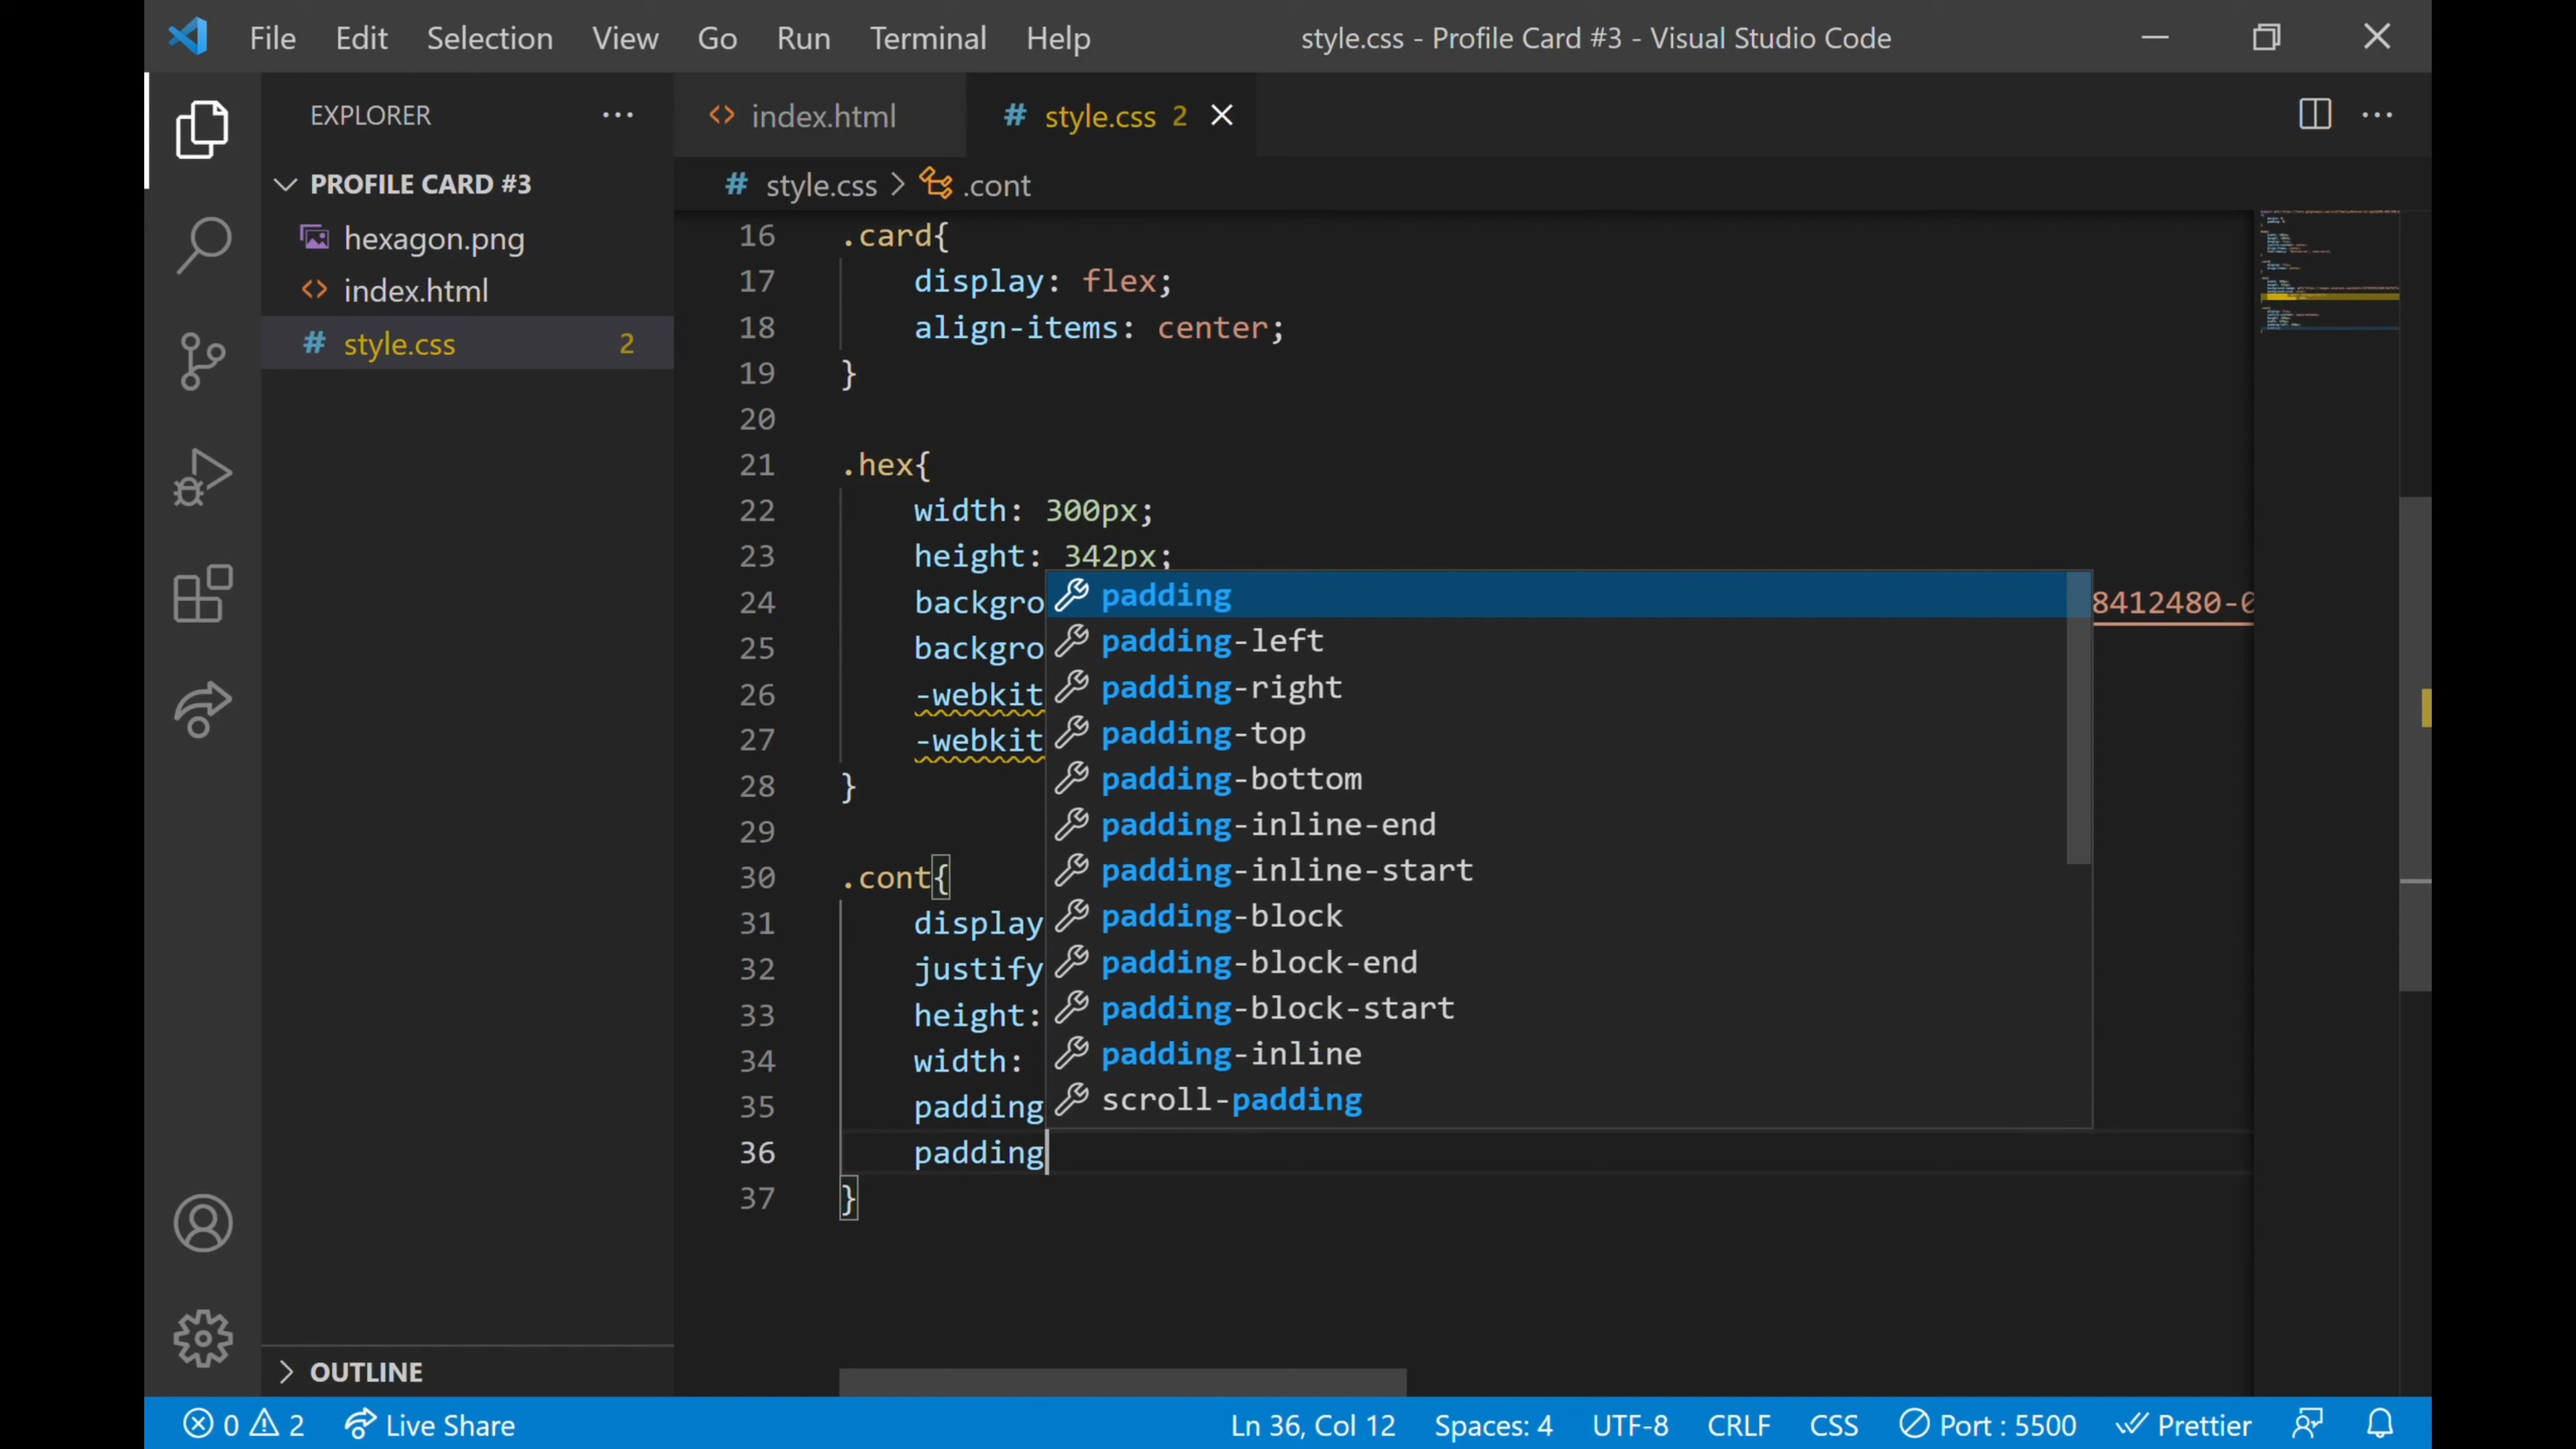 File Edit Selection View Go Run Terminal Help style.css - Profile Card #3 - Visual Studio Code
EXPLORER
PROFILE CARD #3
hexagon.png
index.html
style.css 2
OUTLINE
index.html # style.css 2
# style.css > .cont
16 .card{
17 display: flex;
18 align-items: center;
19 }
20
21 .hex{
22 width: 300px;
23 height: 342px;
24 backgro 8412480-0
25 backgro
26 -webkit
27 -webkit
28 }
29
30 .cont{
31 display
32 justify
33 height:
34 width:
35 padding
36 padding
37 }
padding
padding-left
padding-right
padding-top
padding-bottom
padding-inline-end
padding-inline-start
padding-block
padding-block-end
padding-block-start
padding-inline
scroll-padding
0 2 Live Share Ln 36, Col 12 Spaces: 4 UTF-8 CRLF CSS Port : 5500 Prettier